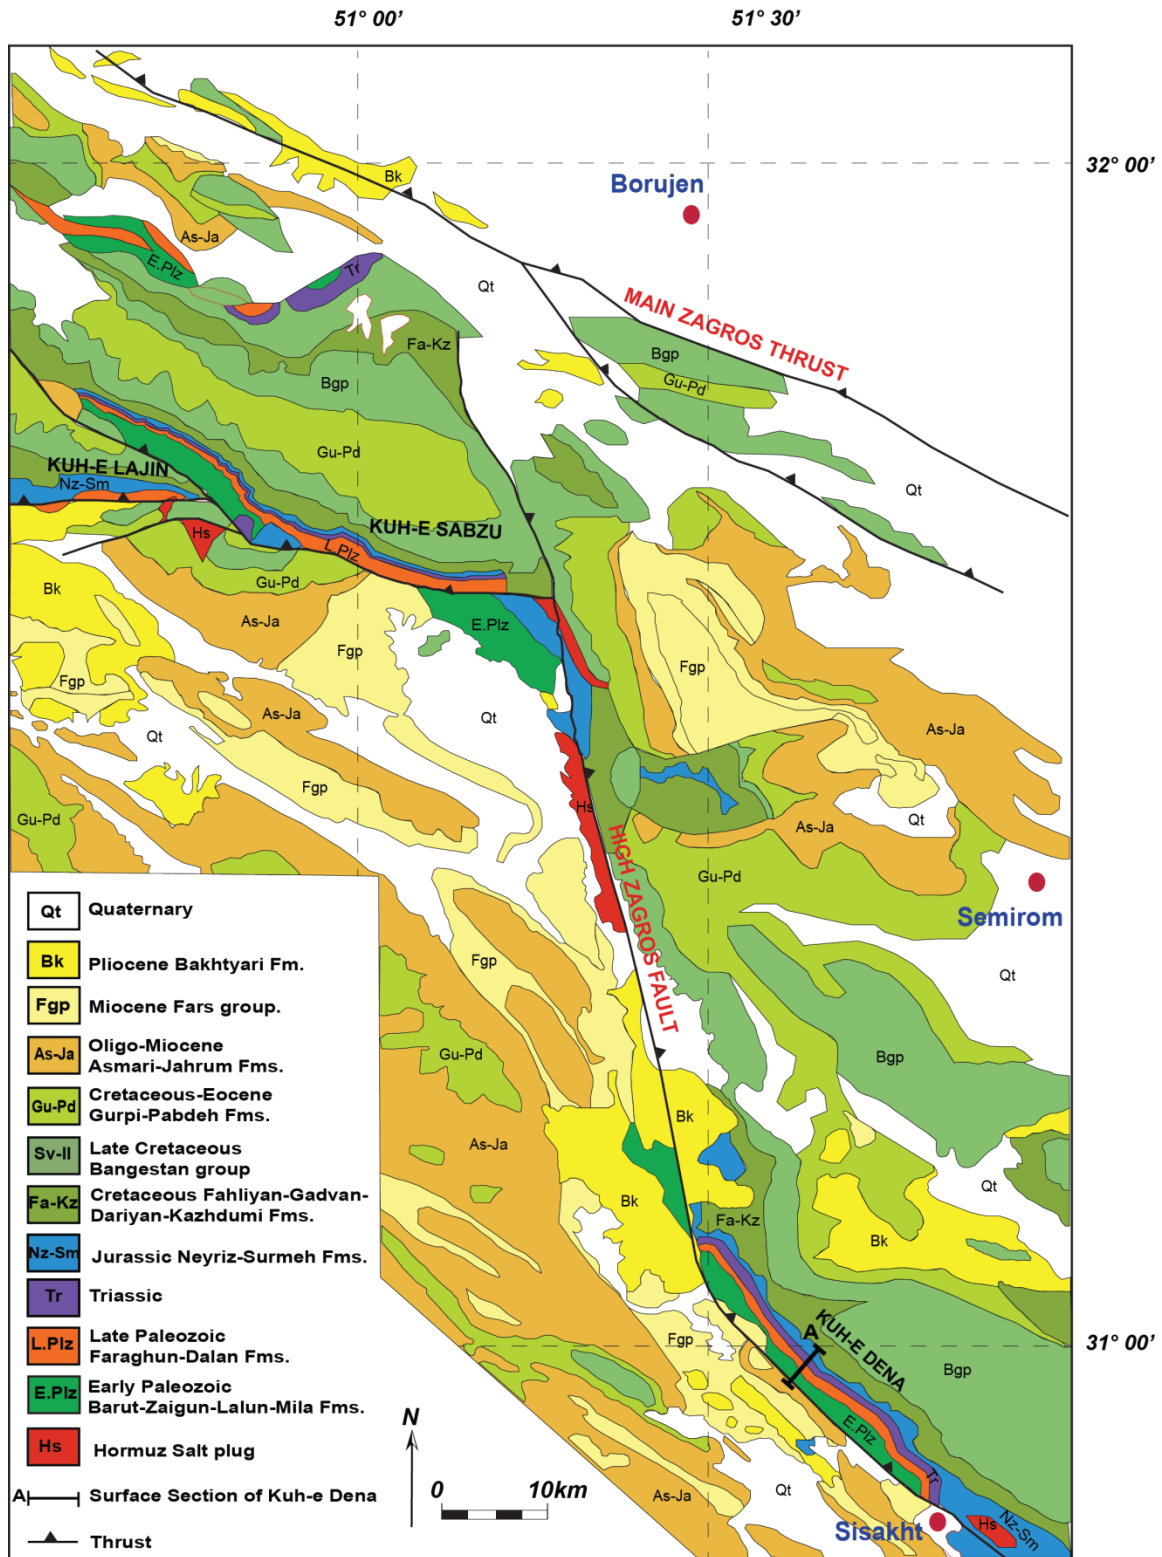 51° 00’
51° 30’
32° 00’
Bk
Borujen
As-Ja
E.Plz
Tr
Qt
MAIN ZAGROS THRUST
Fa-Kz
Bgp
Bgp
Gu-Pd
Gu-Pd
KUH-E LAJIN
Nz-Sm
Qt
KUH-E SABZU
Hs
L.Plz
Gu-Pd
Bk
As-Ja
E.Plz
Fgp
Fgp
Fgp
As-Ja
Qt
Qt
As-Ja
Fgp
Hs
Gu-Pd
As-Ja
Qt
HIGH ZAGROS FAULT
Gu-Pd
Semirom
Fgp
Qt
Gu-Pd
Bgp
As-Ja
Bk
Qt
Bk
Fa-Kz
Bk
Fgp
A
KUH-E DENA
31° 00’
Bgp
E.Plz
Tr
As-Ja
Qt
Sisakht
Hs
Nz-Sm
Qt Quaternary
Bk Pliocene Bakhtyari Fm.
Fgp Miocene Fars group.
As-Ja Oligo-Miocene
Asmari-Jahrum Fms.
Gu-Pd Cretaceous-Eocene
Gurpi-Pabdeh Fms.
Sv-Il Late Cretaceous
Bangestan group
Fa-Kz Cretaceous Fahliyan-Gadvan-
Dariyan-Kazhdumi Fms.
Nz-Sm Jurassic Neyriz-Surmeh Fms.
Tr Triassic
L.Plz Late Paleozoic
Faraghun-Dalan Fms.
E.Plz Early Paleozoic
Barut-Zaigun-Lalun-Mila Fms.
Hs Hormuz Salt plug
A Surface Section of Kuh-e Dena
Thrust
N
0 10km